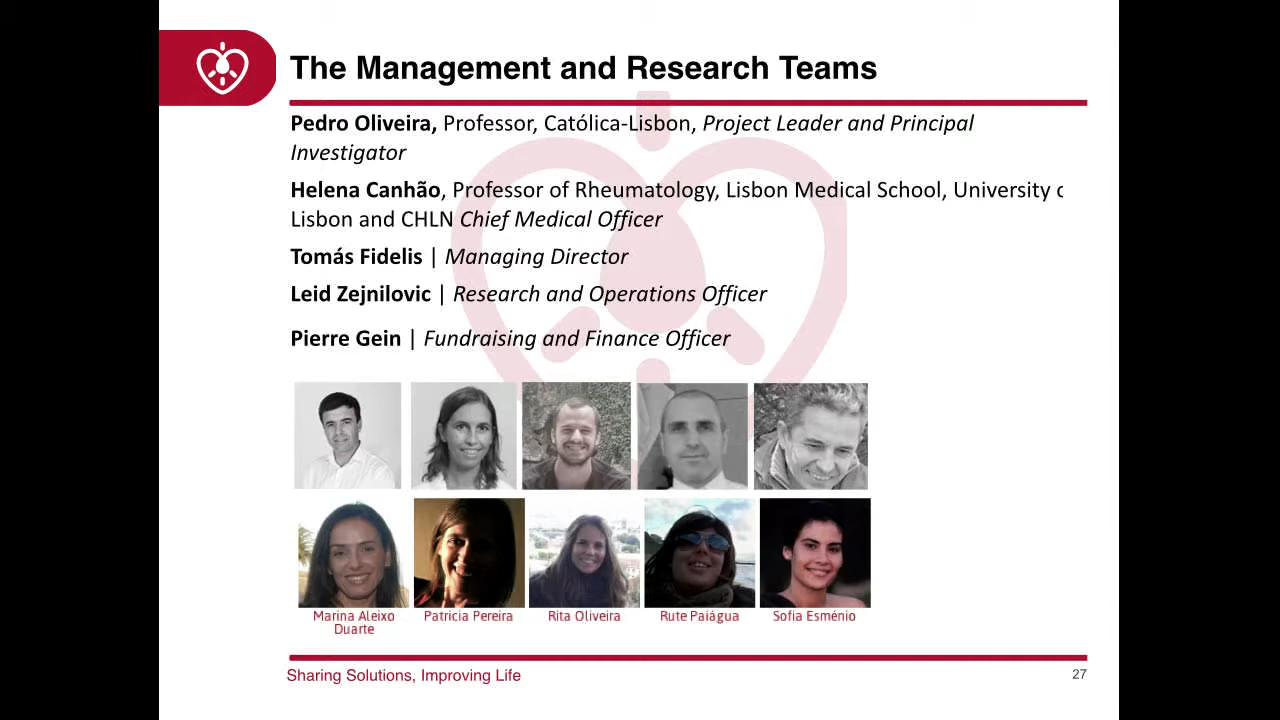 The Management and Research Teams
Pedro Oliveira, Professor, Católica-Lisbon, Project Leader and Principal
Investigator
Helena Canhão, Professor of Rheumatology, Lisbon Medical School, University
Lisbon and CHLN Chief Medical Officer
Tomás Fidelis | Managing Director
Leid Zejnilovic | Research and Operations Officer
Pierre Gein | Fundraising and Finance Officer
Marina Aleixo Duarte
Patricia Pereira
Rita Oliveira
Rute Paiágua
Sofia Esménio
Sharing Solutions, Improving Life
27